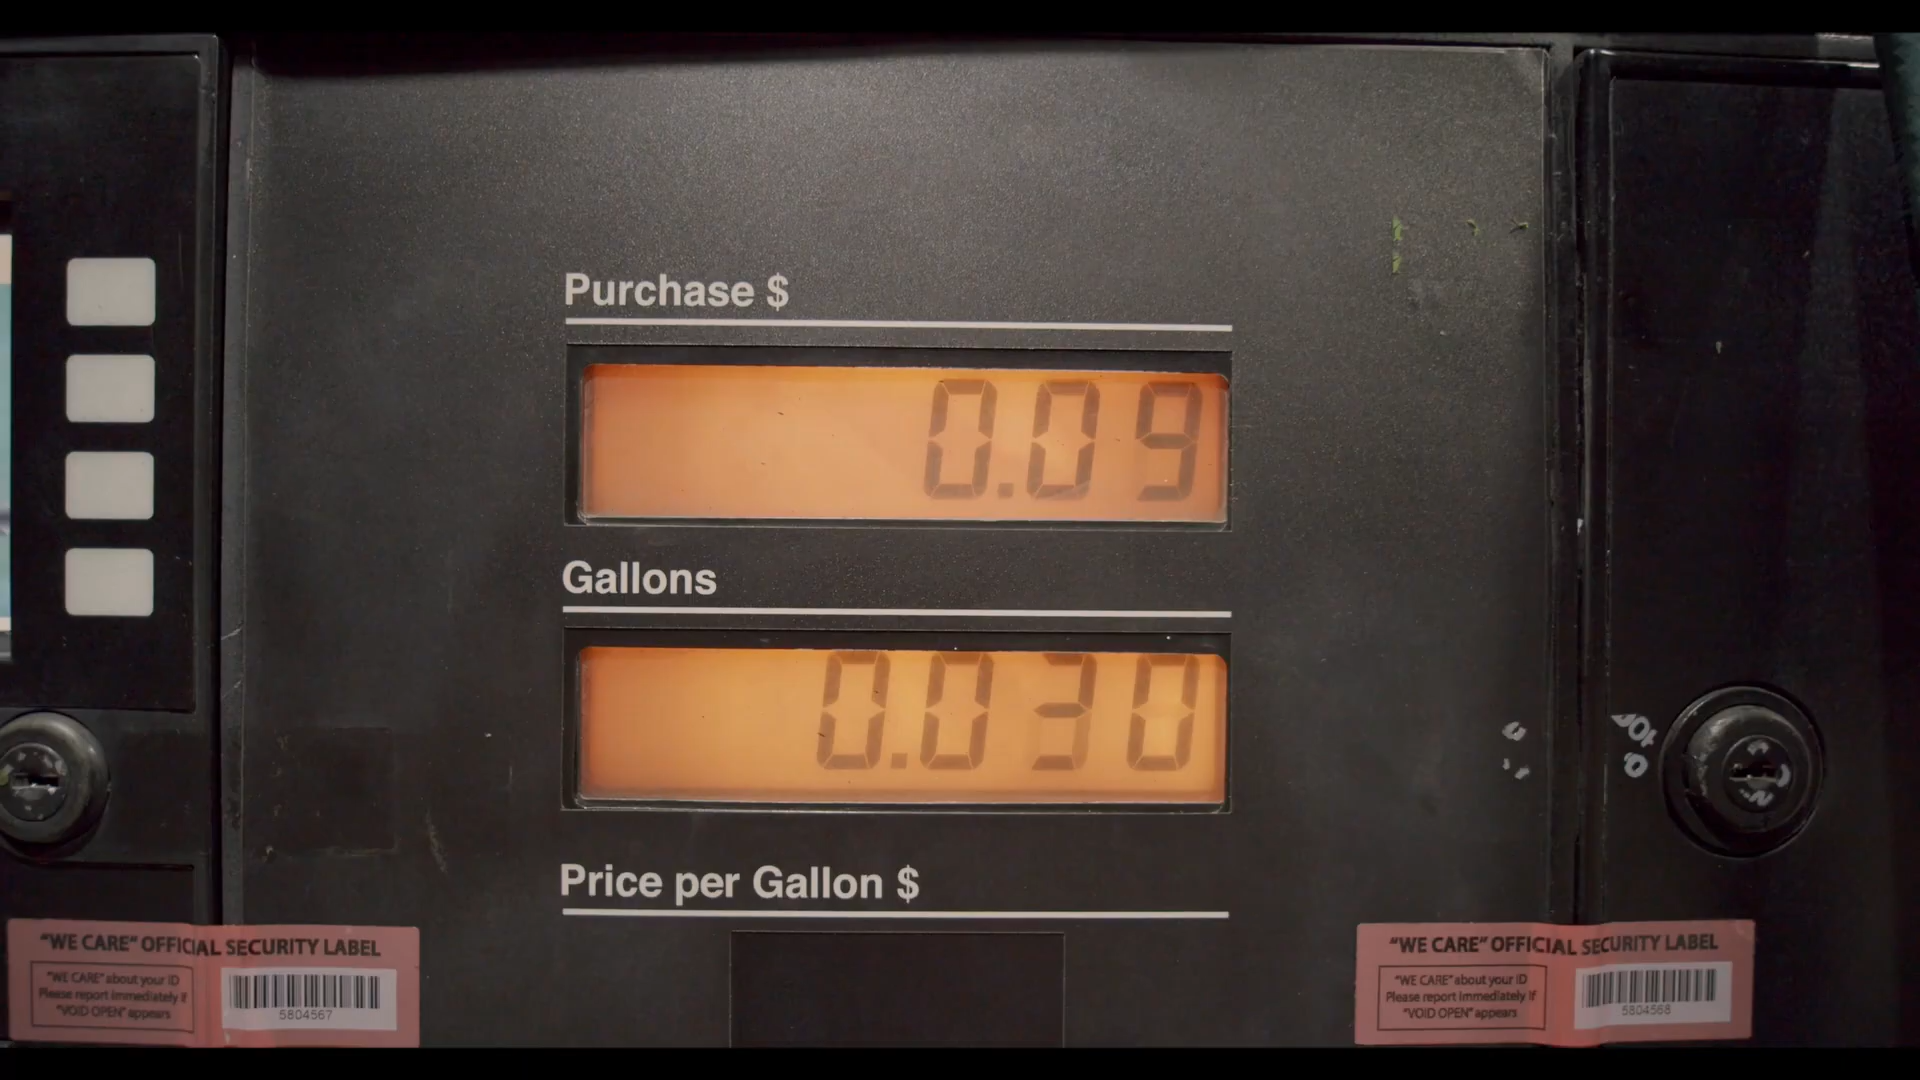 Purchase $
0.09
Gallons
0.030
Price per Gallon $
"WE CARE" OFFICIAL SECURITY LABEL
"WE CARE" about your ID
Please report immediately if
"VOID OPEN" appears
5804567
"WE CARE" OFFICIAL SECURITY LABEL
"WE CARE" about your ID
Please report immediately if
"VOID OPEN" appears
5804568